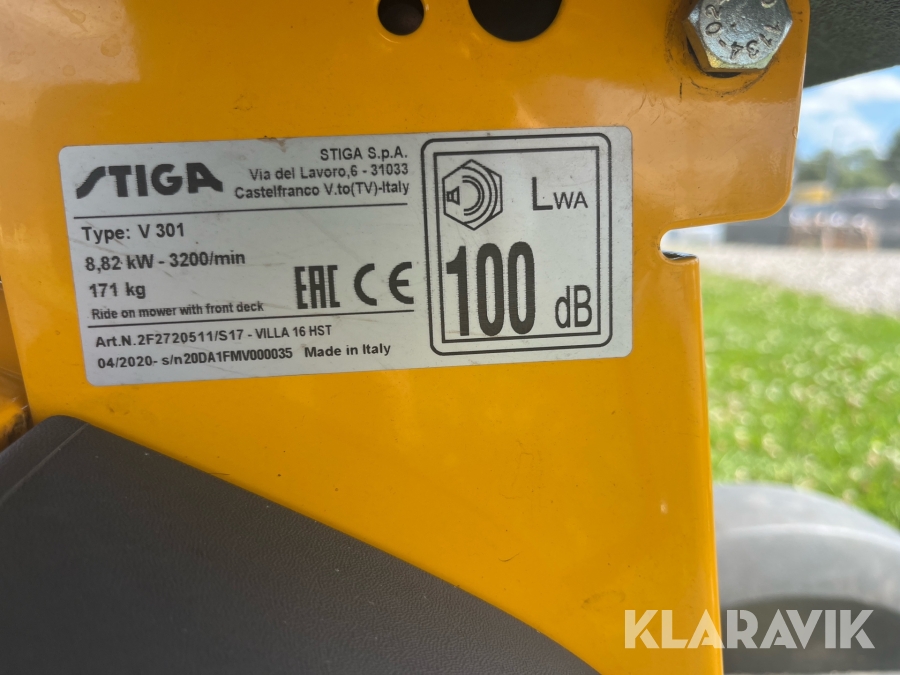 STIGA
STIGA S.p.A.
Via del Lavoro,6 - 31033
Castelfranco V.to(TV)-Italy
Type: V 301
8,82 kW - 3200/min
171 kg
Ride on mower with front deck
EAC CE
Art.N.2F2720511/S17 - VILLA 16 HST
04/2020- s/n20DA1FMV000035 Made in Italy
LWA
100 dB
KLARAVIK